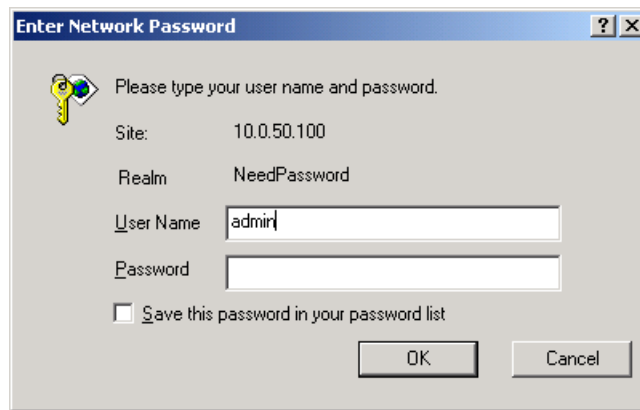 Enter Network Password
? X
Please type your user name and password.
Site: 10.0.50.100
Realm NeedPassword
User Name admin
Password
Save this password in your password list
OK Cancel